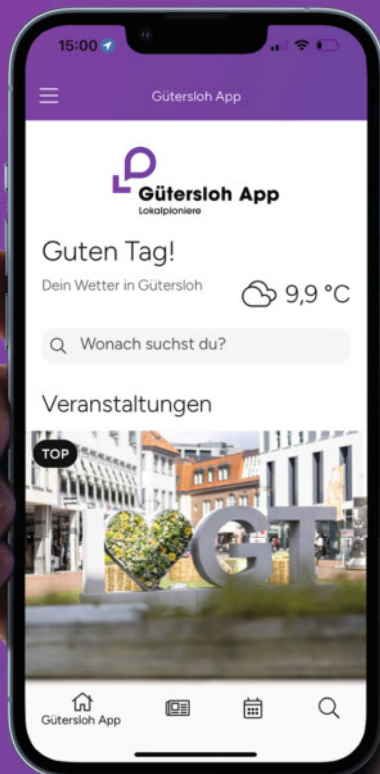 15:00
Gütersloh App
Gütersloh App
Lokalpioniere
Guten Tag!
Dein Wetter in Gütersloh
9,9 °C
Wonach suchst du?
Veranstaltungen
TOP
I GT
Gütersloh App